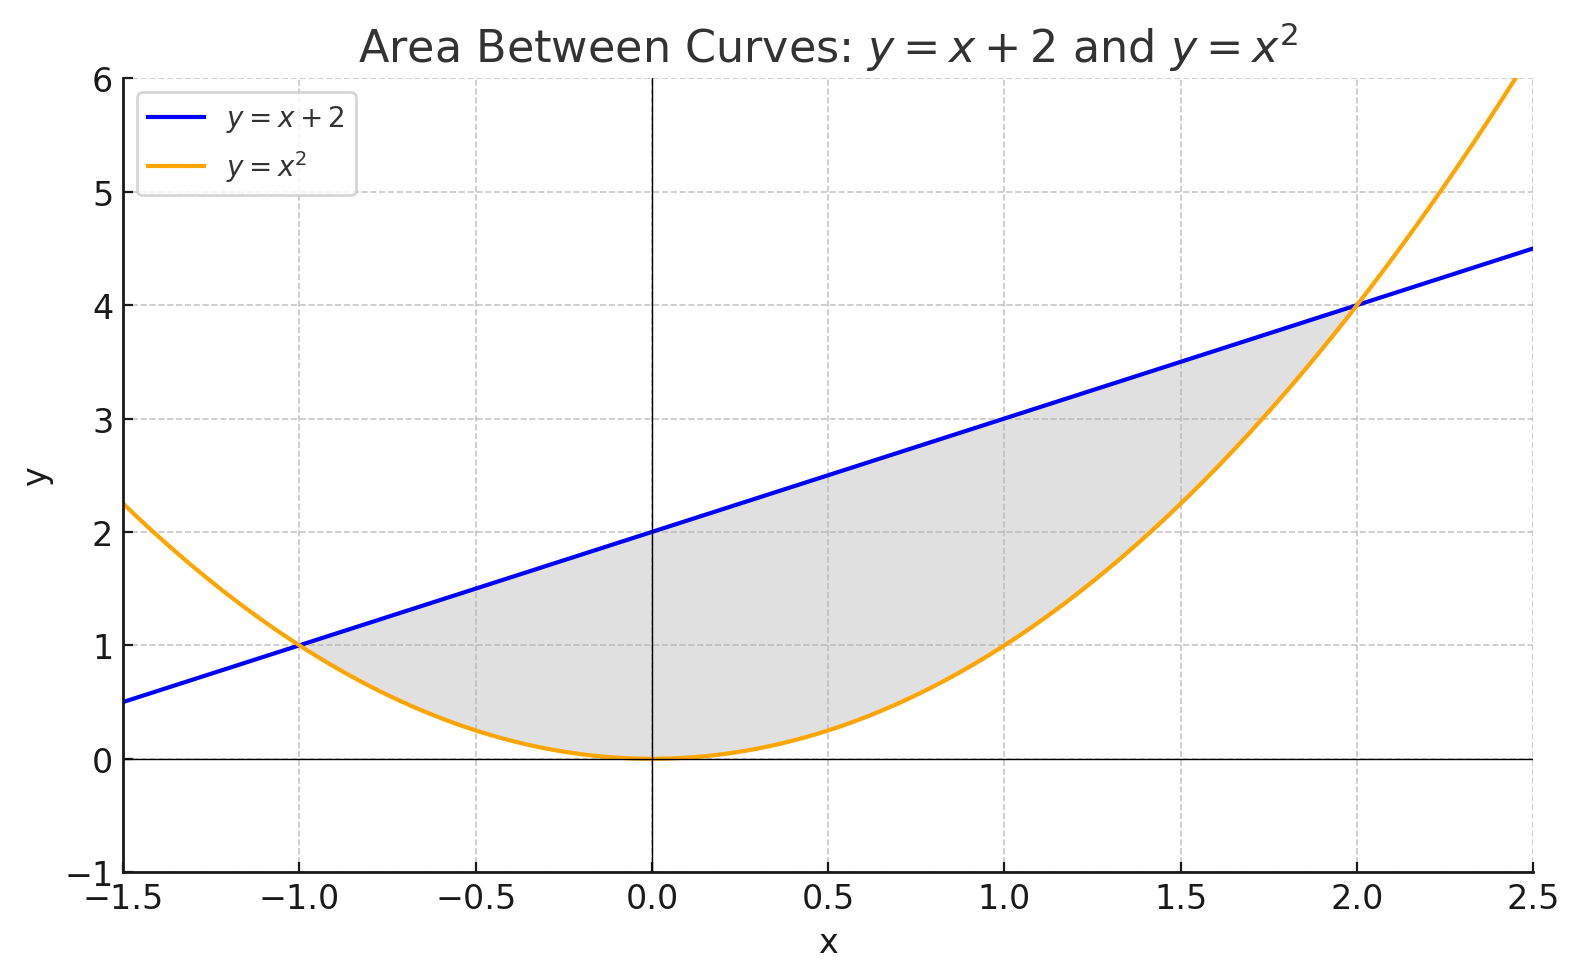 Area Between Curves: y = x + 2 and y = x²
y = x + 2
y = x²
6
5
4
3
2
1
0
−1
y
−1.5 −1.0 −0.5 0.0 0.5 1.0 1.5 2.0 2.5
x